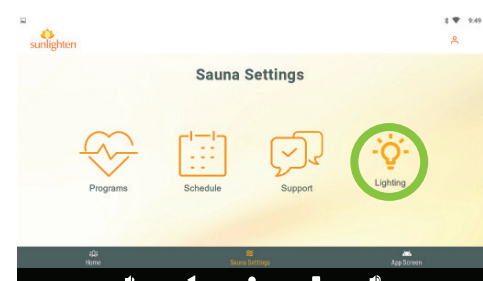 9:49
sunlighten
Sauna Settings
Programs Schedule Support Lighting
Home Sauna Settings App Screen